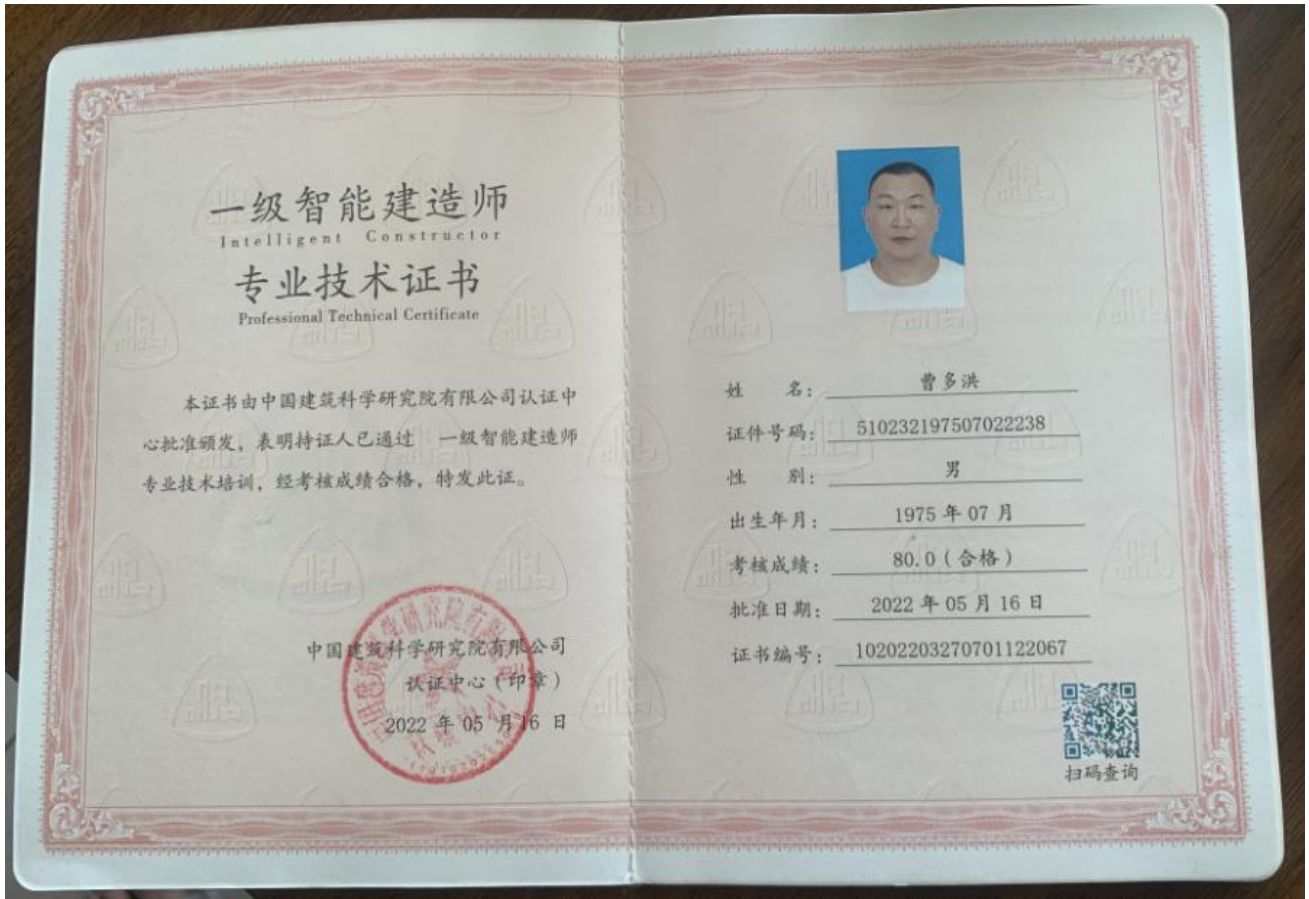 一级智能建造师
Intelligent Constructor
专业技术证书
Professional Technical Certificate
本证书由中国建筑科学研究院有限公司认证中
心批准颁发，表明持证人已通过 一级智能建造师
专业技术培训，经考核成绩合格，特发此证。
中国建筑科学研究院有限公司
认证中心（印章）
2022 年 05 月 16 日
姓 名： 曹多洪
证件号码： 510232197507022238
性 别： 男
出生年月： 1975 年 07 月
考核成绩： 80.0（合格）
批准日期： 2022 年 05 月 16 日
证书编号： 10202203270701122067
扫码查询